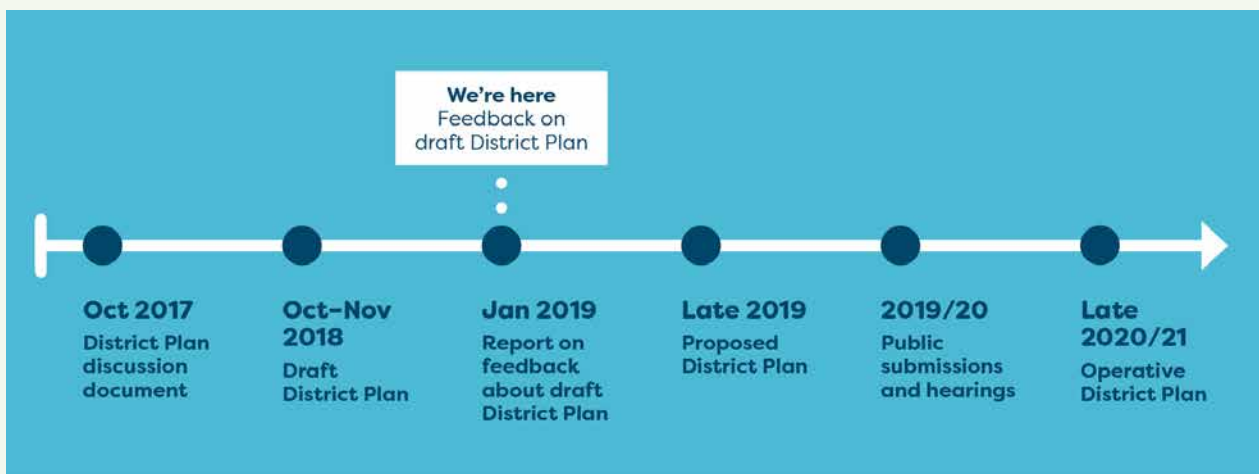 We're here
Feedback on
draft District Plan
Oct 2017
District Plan
discussion
document
Oct–Nov
2018
Draft
District Plan
Jan 2019
Report on
feedback
about draft
District Plan
Late 2019
Proposed
District Plan
2019/20
Public
submissions
and hearings
Late
2020/21
Operative
District Plan